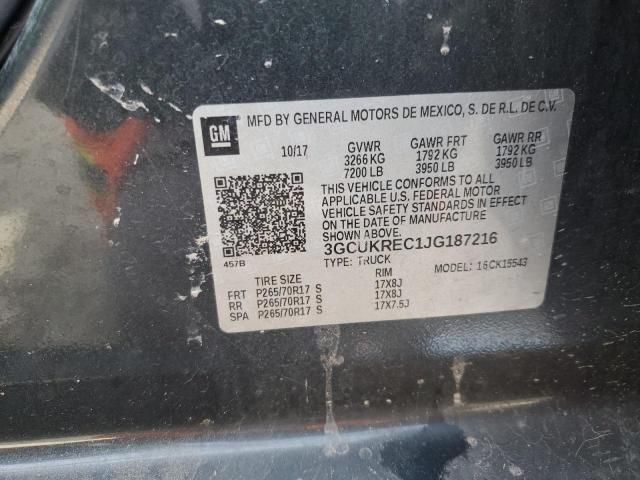 GM
MFD BY GENERAL MOTORS DE MEXICO, S. DE R.L. DE C.V.
10/17 GVWR GAWR FRT GAWR RR
3266 KG 1792 KG 1792 KG
7200 LB 3950 LB 3950 LB
THIS VEHICLE CONFORMS TO ALL
APPLICABLE U.S. FEDERAL MOTOR
VEHICLE SAFETY STANDARDS IN EFFECT
ON THE DATE OF MANUFACTURE
SHOWN ABOVE.
3GCUKREC1JG187216
457B TYPE: TRUCK MODEL: 16CK15543
TIRE SIZE RIM
FRT P265/70R17 S 17X8J
RR P265/70R17 S 17X8J
SPA P265/70R17 S 17X7.5J